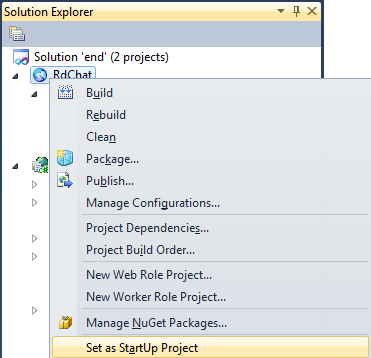 Solution Explorer
Solution 'end' (2 projects)
RdChat
Build
Rebuild
Clean
Package...
Publish...
Manage Configurations...
Project Dependencies...
Project Build Order...
New Web Role Project...
New Worker Role Project...
Manage NuGet Packages...
Set as StartUp Project